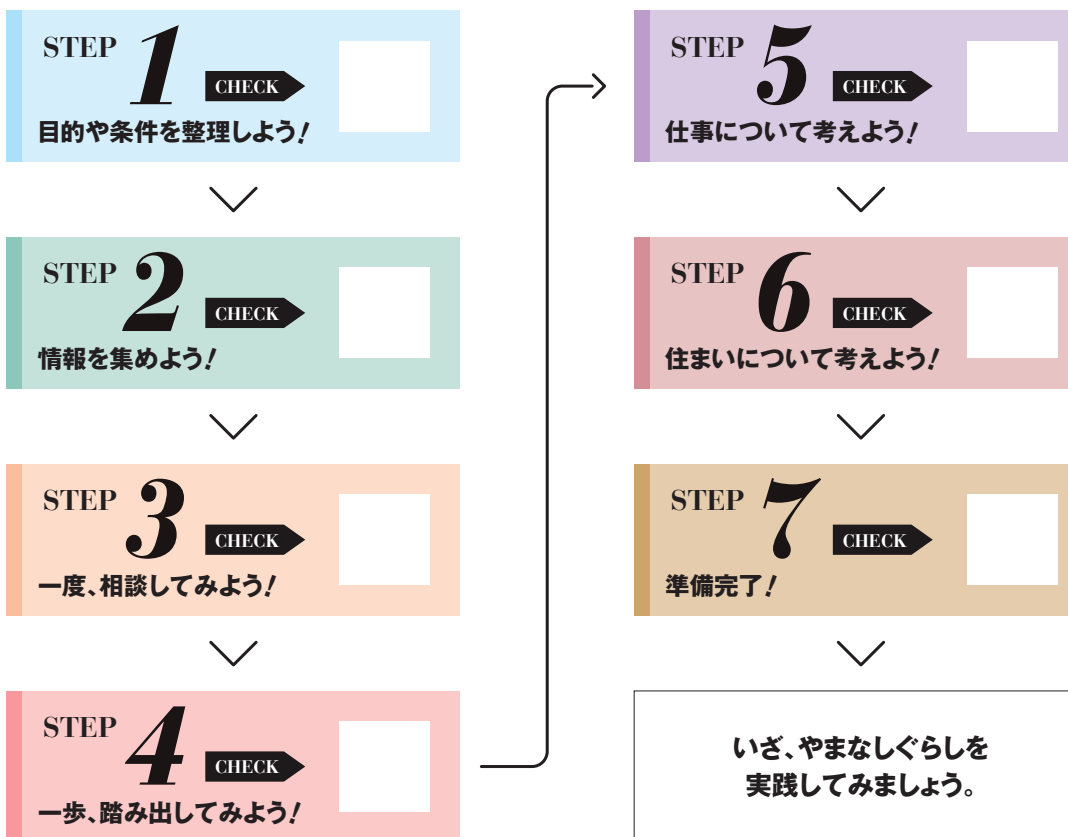 STEP 1 CHECK
目的や条件を整理しよう!
STEP 2 CHECK
情報を集めよう!
STEP 3 CHECK
一度、相談してみよう!
STEP 4 CHECK
一歩、踏み出してみよう!
STEP 5 CHECK
仕事について考えよう!
STEP 6 CHECK
住まいについて考えよう!
STEP 7 CHECK
準備完了!
いざ、やまなしぐらしを
実践してみましょう。